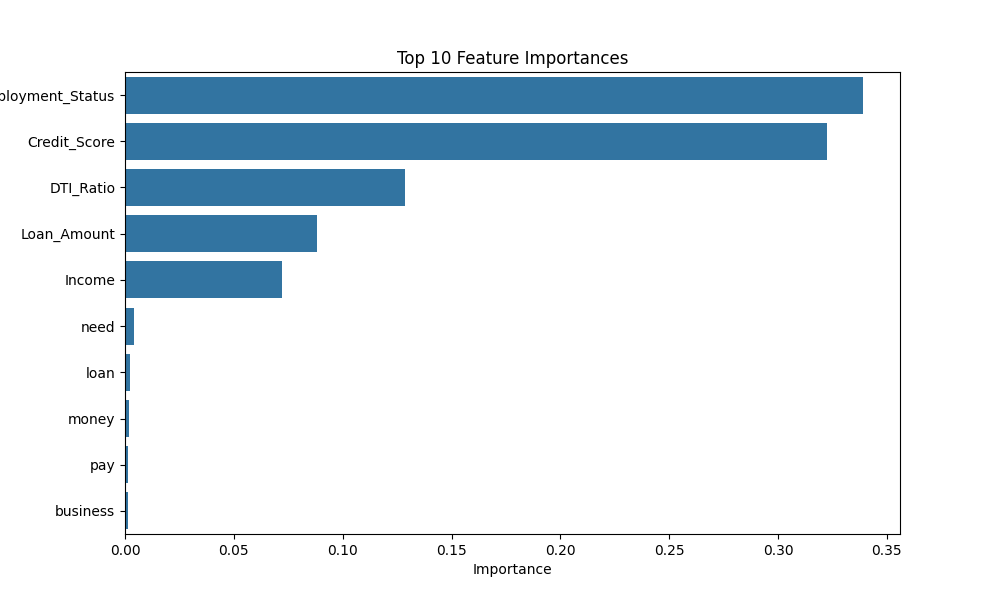 Top 10 Feature Importances
ployment_Status
Credit_Score
DTI_Ratio
Loan_Amount
Income
need
loan
money
pay
business
0.00 0.05 0.10 0.15 0.20 0.25 0.30 0.35
Importance